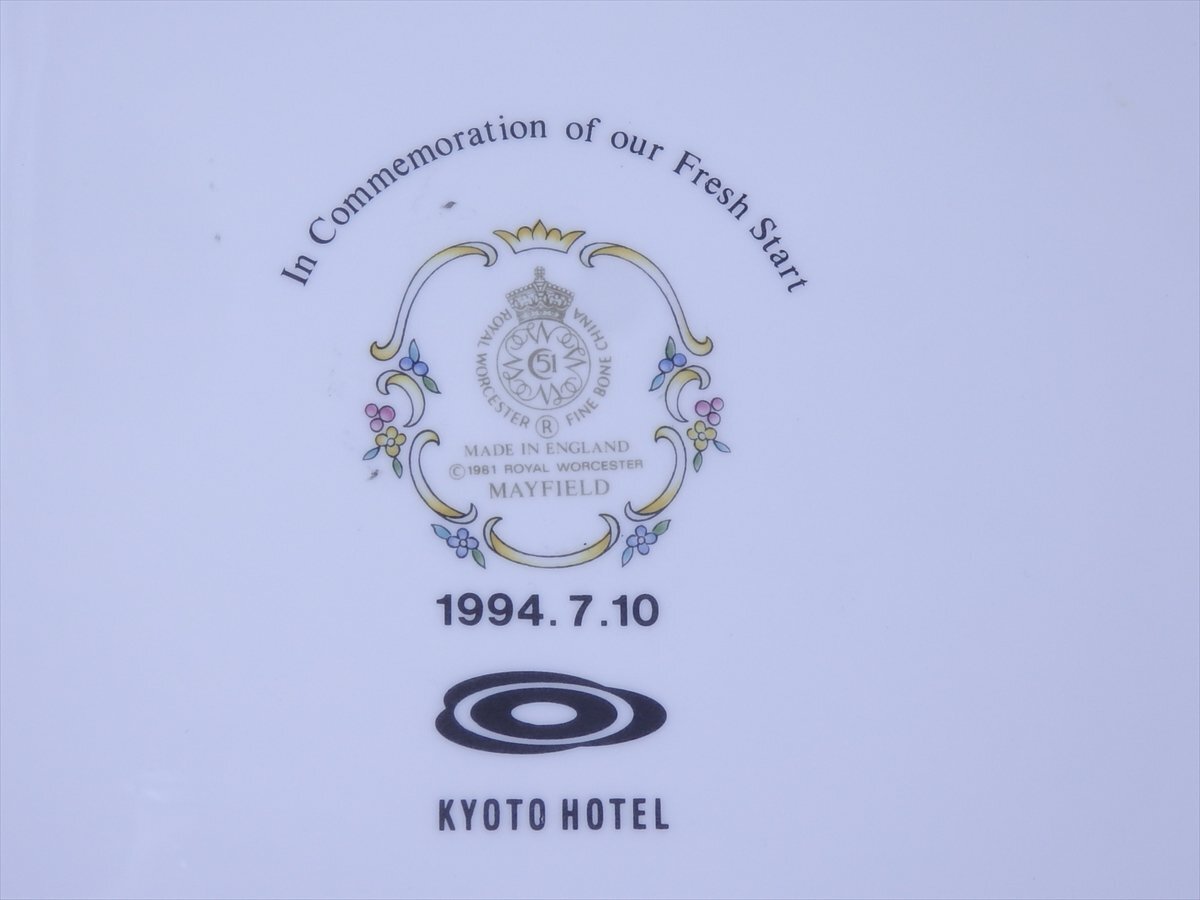 In Commemoration of our Fresh Start
ROYAL WORCESTER ® FINE BONE CHINA
51
MADE IN ENGLAND
©1981 ROYAL WORCESTER
MAYFIELD
1994.7.10
KYOTO HOTEL